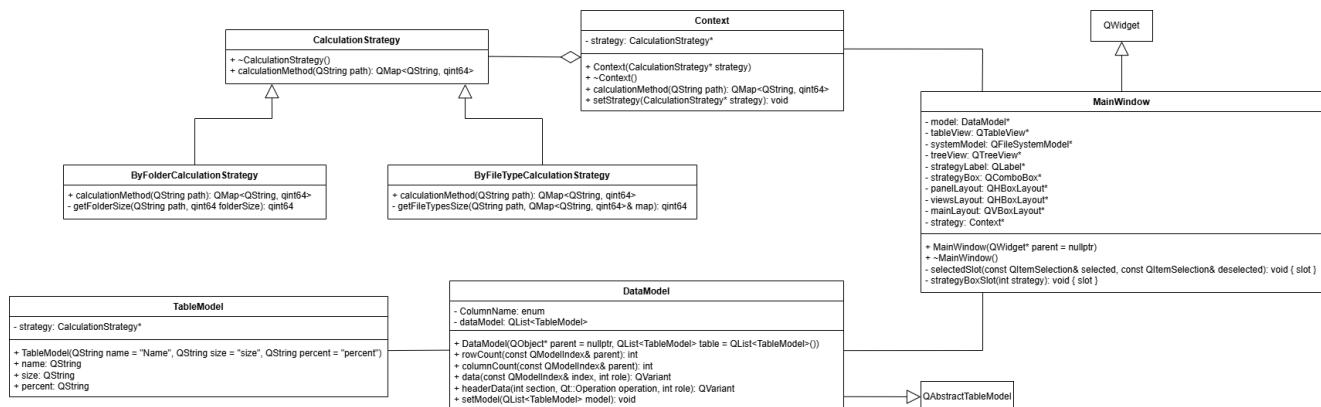 CalculationStrategy
+ ~CalculationStrategy()
+ calculationMethod(QString path): QMap<QString, qint64>
Context
- strategy: CalculationStrategy*
+ Context(CalculationStrategy* strategy)
+ ~Context()
+ calculationMethod(QString path): QMap<QString, qint64>
+ setStrategy(CalculationStrategy* strategy): void
QWidget
MainWindow
- model: DataModel*
- tableView: QTableView*
- systemModel: QFileSystemModel*
- treeView: QTreeView*
- strategyLabel: QLabel*
- strategyBox: QComboBox*
- panelLayout: QHBoxLayout*
- viewsLayout: QHBoxLayout*
- mainLayout: QVBoxLayout*
- strategy: Context*
+ MainWindow(QWidget* parent = nullptr)
+ ~MainWindow()
- selectedSlot(const QItemSelection& selected, const QItemSelection& deselected): void { slot }
- strategyBoxSlot(int strategy): void { slot }
ByFolderCalculationStrategy
+ calculationMethod(QString path): QMap<QString, qint64>
- getFolderSize(QString path, qint64 folderSize): qint64
ByFileTypeCalculationStrategy
+ calculationMethod(QString path): QMap<QString, qint64>
- getFileTypesSize(QString path, QMap<QString, qint64>& map): qint64
TableModel
- strategy: CalculationStrategy*
+ TableModel(QString name = "Name", QString size = "size", QString percent = "percent")
+ name: QString
+ size: QString
+ percent: QString
DataModel
- ColumnName: enum
- dataModel: QList<TableModel>
+ DataModel(QObject* parent = nullptr, QList<TableModel> table = QList<TableModel>())
+ rowCount(const QModelIndex& parent): int
+ columnCount(const QModelIndex& parent): int
+ data(const QModelIndex& index, int role): QVariant
+ headerData(int section, Qt::Operation operation, int role): QVariant
+ setModel(QList<TableModel> model): void
QAbstractTableModel